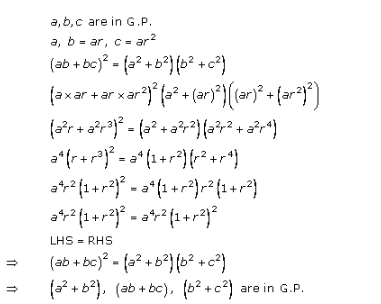 a, b, c are in G.P.
a, b = ar, c = ar²
(ab + bc)² = (a² + b²)(b² + c²)
(a × ar + ar × ar²)² (a² + (ar)²)((ar)² + (ar²)²)
(a²r + a²r³)² = (a² + a²r²)(a²r² + a²r⁴)
a⁴(r + r³)² = a⁴(1 + r²)(r² + r⁴)
a⁴r²(1 + r²)² = a⁴(1 + r²)r²(1 + r²)
a⁴r²(1 + r²)² = a⁴r²(1 + r²)²
LHS = RHS
⇒ (ab + bc)² = (a² + b²)(b² + c²)
⇒ (a² + b²), (ab + bc), (b² + c²) are in G.P.